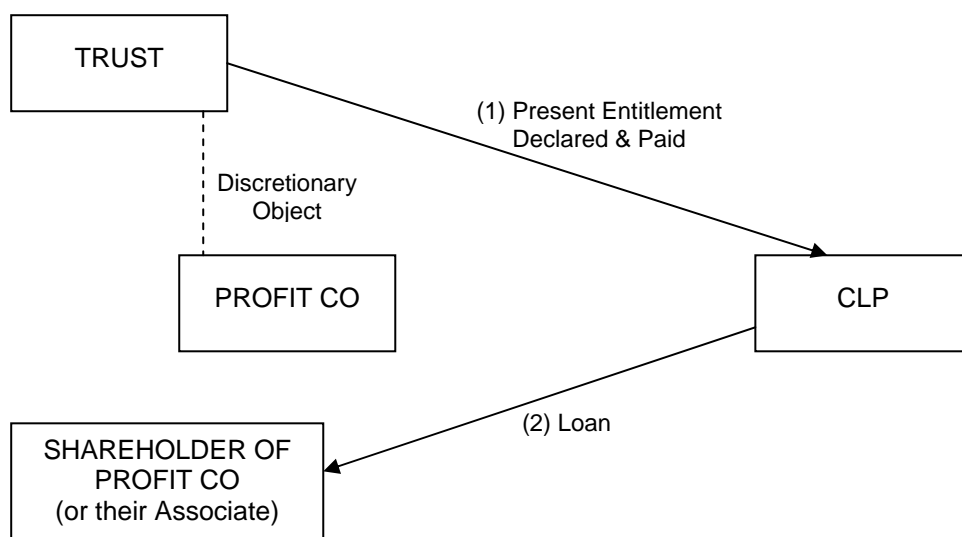 TRUST
(1) Present Entitlement
Declared & Paid
Discretionary
Object
PROFIT CO
CLP
(2) Loan
SHAREHOLDER OF
PROFIT CO
(or their Associate)